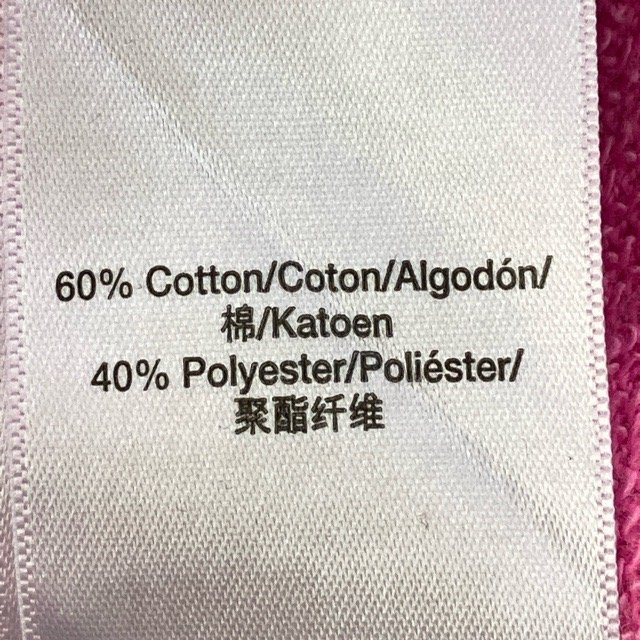 60% Cotton/Coton/Algodón/
棉/Katoen
40% Polyester/Poliéster/
聚酯纤维